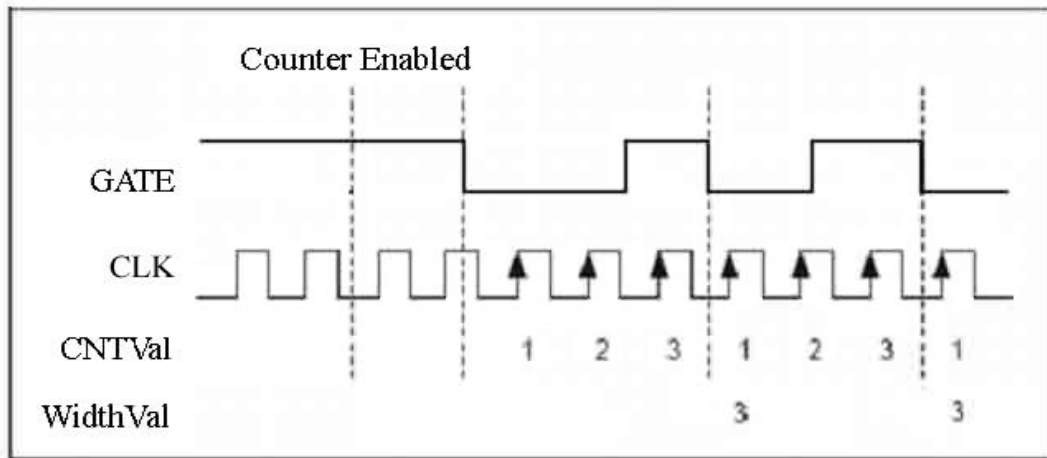 Counter Enabled
GATE
CLK
CNTVal 1 2 3 1 2 3 1
WidthVal 3 3